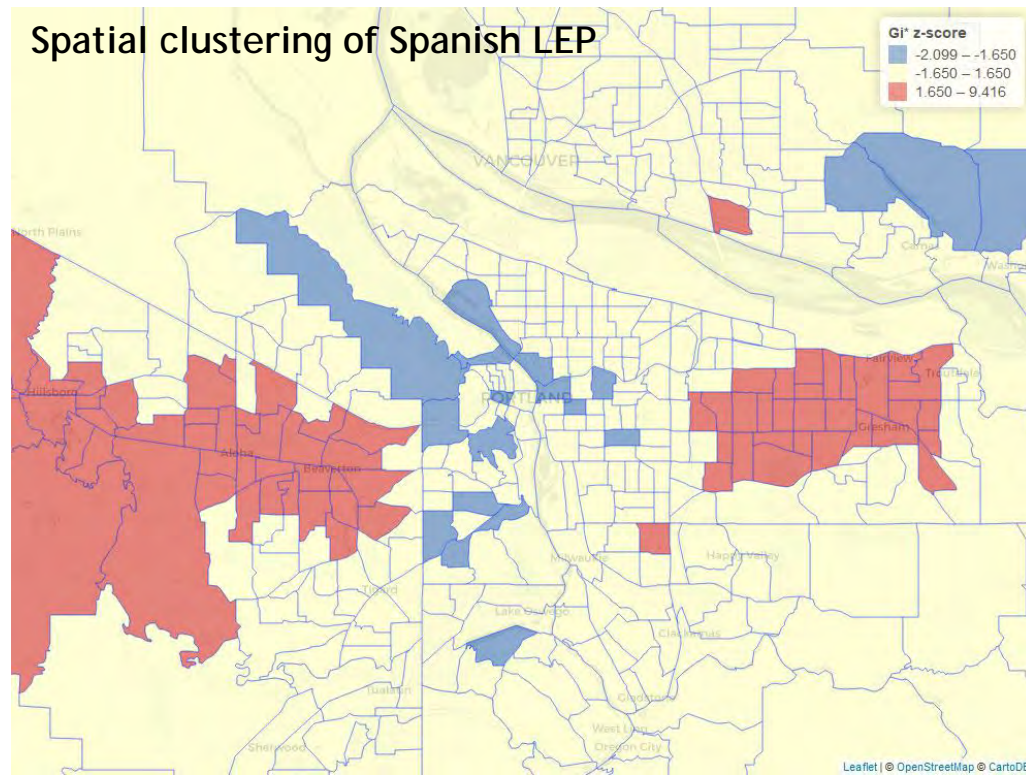 Spatial clustering of Spanish LEP
Gi* z-score
-2.099 – -1.650
-1.650 – 1.650
1.650 – 9.416
VANCOUVER
North Plains
Camas
Fairview
Troutdale
Hillsboro
PORTLAND
Gresham
Aloha
Beaverton
Milwaukie
Happy Valley
Tigard
Lake Oswego
Clackamas
Tualatin
Gladstone
West Linn
Sherwood
Oregon City
Leaflet | © OpenStreetMap © CartoDB